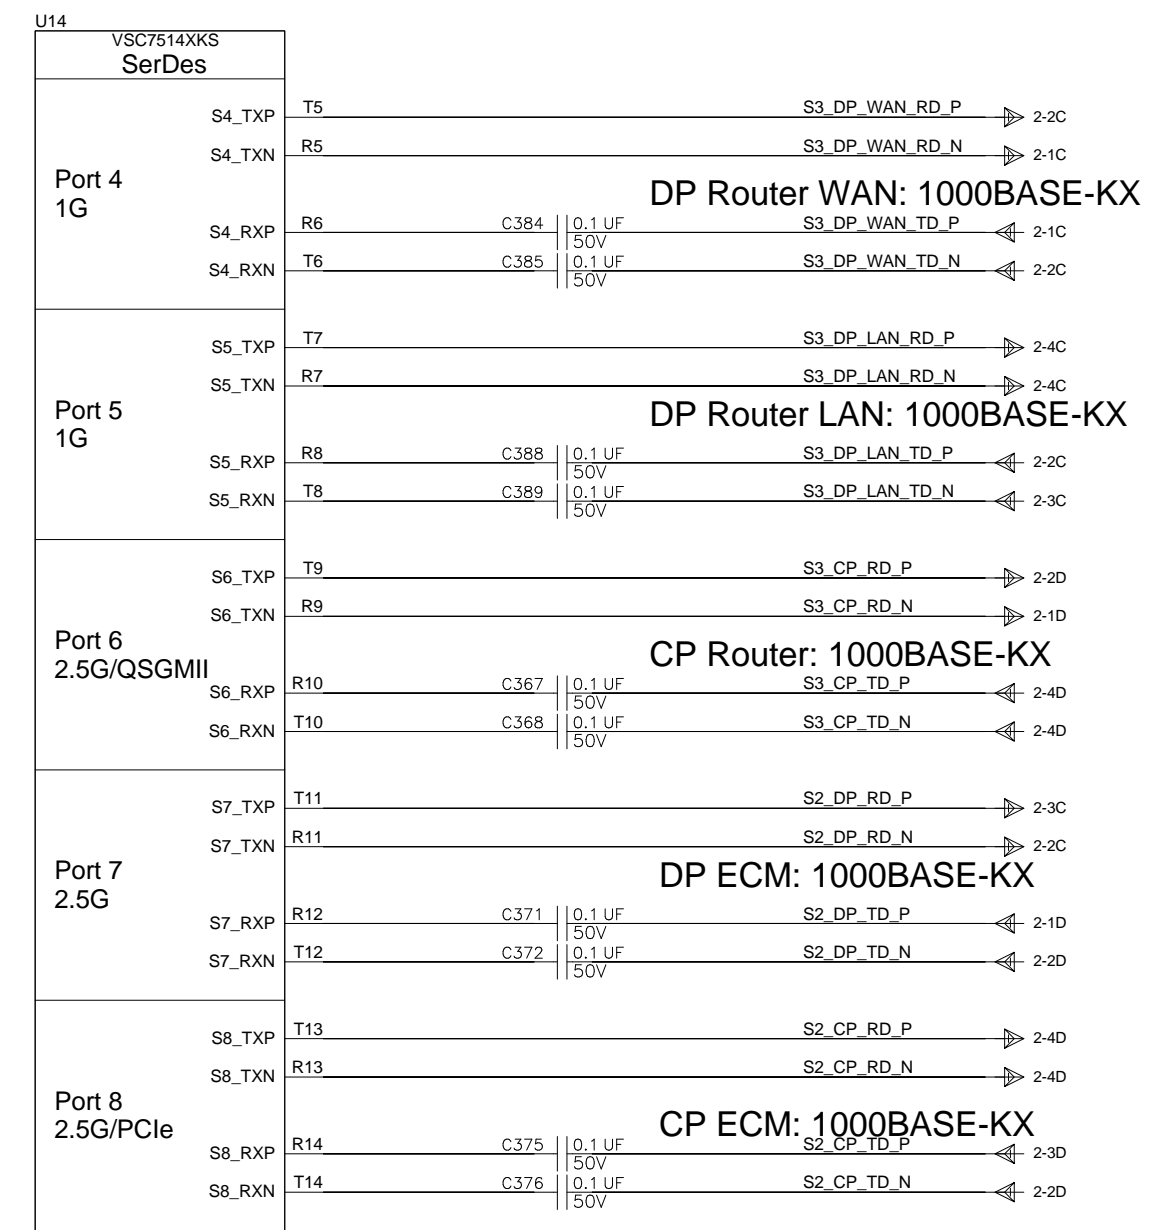 U14
VSC7514XKS
SerDes
S4_TXP T5 S3_DP_WAN_RD_P 2-2C
S4_TXN R5 S3_DP_WAN_RD_N 2-1C
Port 4
1G
DP Router WAN: 1000BASE-KX
S4_RXP R6 C384 0.1 UF 50V S3_DP_WAN_TD_P 2-1C
S4_RXN T6 C385 0.1 UF 50V S3_DP_WAN_TD_N 2-2C
S5_TXP T7 S3_DP_LAN_RD_P 2-4C
S5_TXN R7 S3_DP_LAN_RD_N 2-4C
Port 5
1G
DP Router LAN: 1000BASE-KX
S5_RXP R8 C388 0.1 UF 50V S3_DP_LAN_TD_P 2-2C
S5_RXN T8 C389 0.1 UF 50V S3_DP_LAN_TD_N 2-3C
S6_TXP T9 S3_CP_RD_P 2-2D
S6_TXN R9 S3_CP_RD_N 2-1D
Port 6
2.5G/QSGMII
CP Router: 1000BASE-KX
S6_RXP R10 C367 0.1 UF 50V S3_CP_TD_P 2-4D
S6_RXN T10 C368 0.1 UF 50V S3_CP_TD_N 2-4D
S7_TXP T11 S2_DP_RD_P 2-3C
S7_TXN R11 S2_DP_RD_N 2-2C
Port 7
2.5G
DP ECM: 1000BASE-KX
S7_RXP R12 C371 0.1 UF 50V S2_DP_TD_P 2-1D
S7_RXN T12 C372 0.1 UF 50V S2_DP_TD_N 2-2D
S8_TXP T13 S2_CP_RD_P 2-4D
S8_TXN R13 S2_CP_RD_N 2-4D
Port 8
2.5G/PCIe
CP ECM: 1000BASE-KX
S8_RXP R14 C375 0.1 UF 50V S2_CP_TD_P 2-3D
S8_RXN T14 C376 0.1 UF 50V S2_CP_TD_N 2-2D